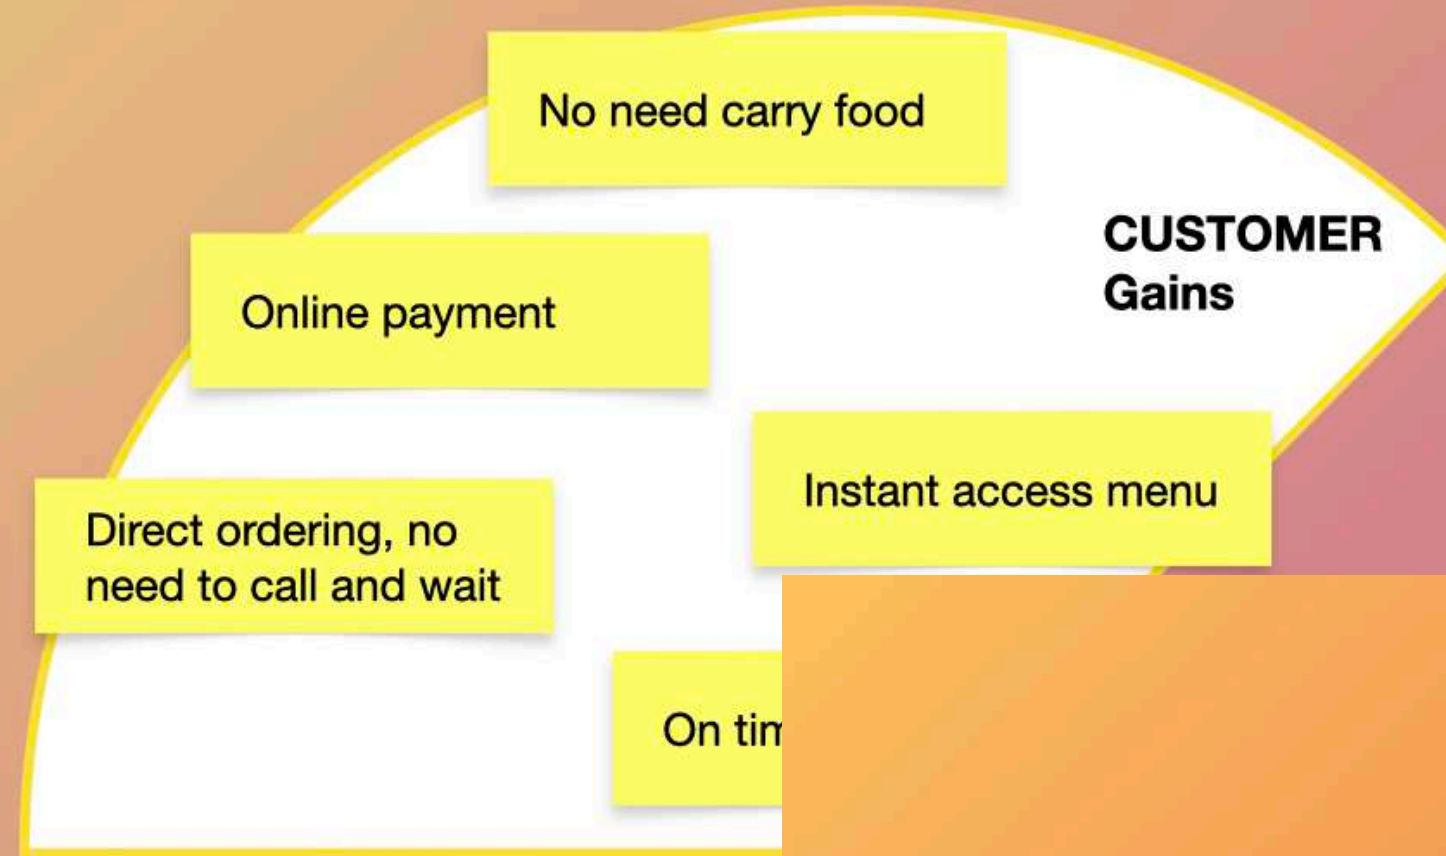 No need carry food
CUSTOMER
Gains
Online payment
Instant access menu
Direct ordering, no
need to call and wait
On